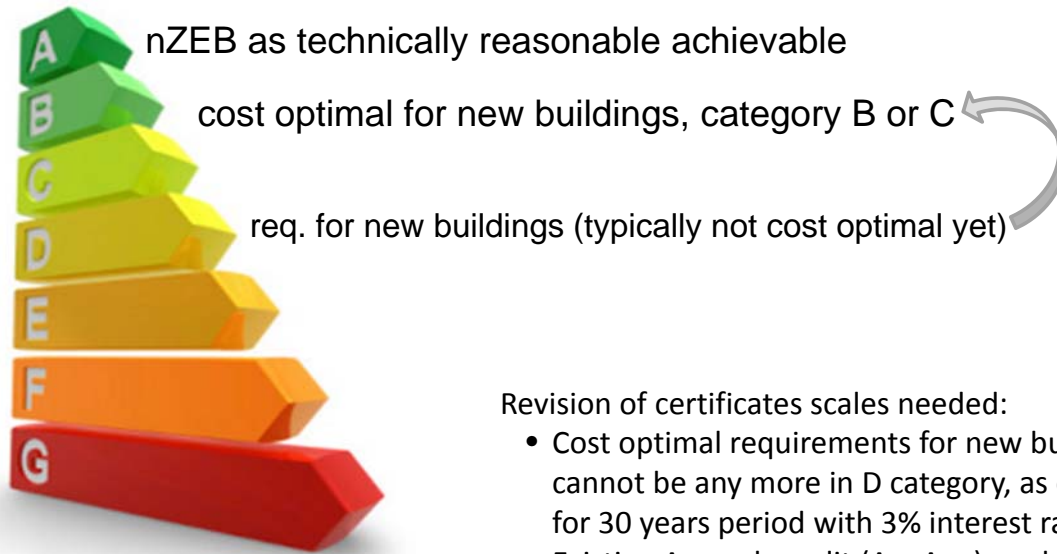 A
nZEB as technically reasonable achievable
B
cost optimal for new buildings, category B or C
C
D
req. for new buildings (typically not cost optimal yet)
E
F
G
Revision of certificates scales needed:
• Cost optimal requirements for new
cannot be any more in D category, as
for 30 years period with 3% interest